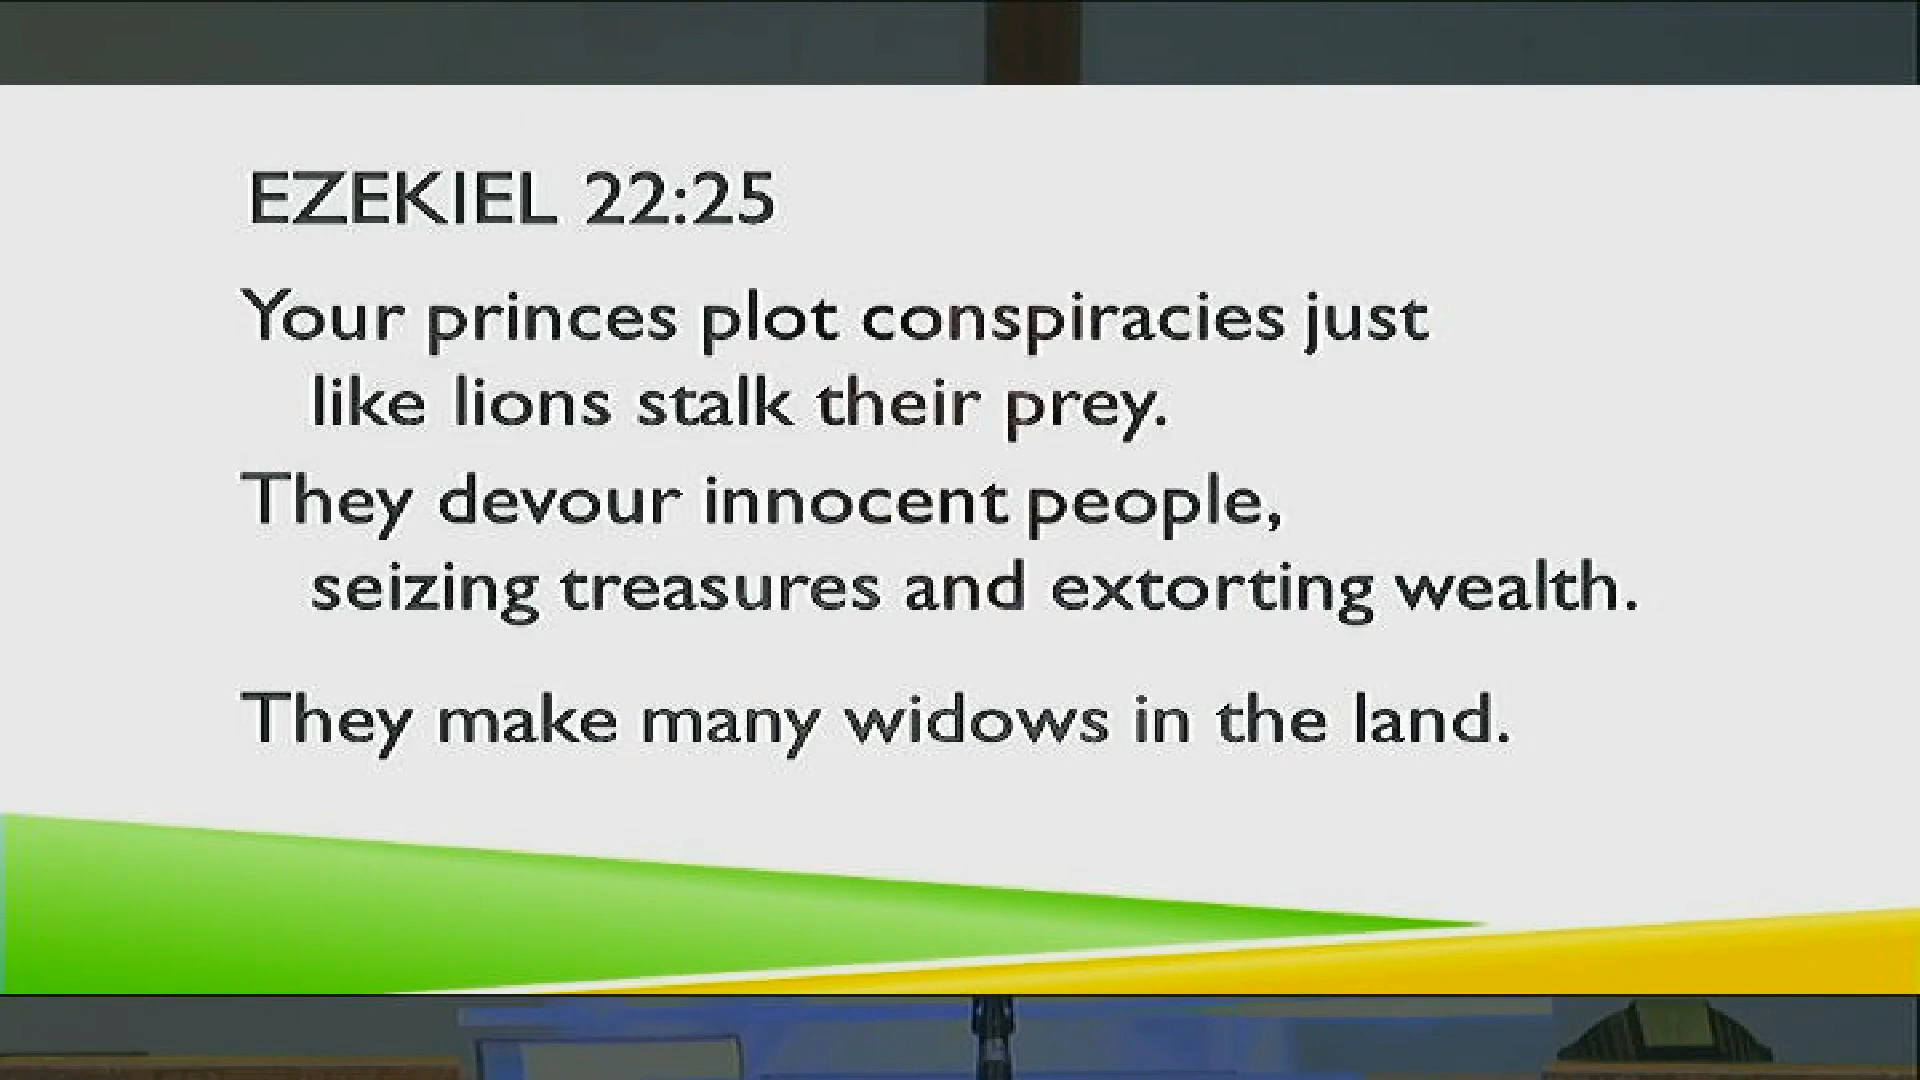 EZEKIEL 22:25
Your princes plot conspiracies just
like lions stalk their prey.
They devour innocent people,
seizing treasures and extorting wealth.
They make many widows in the land.